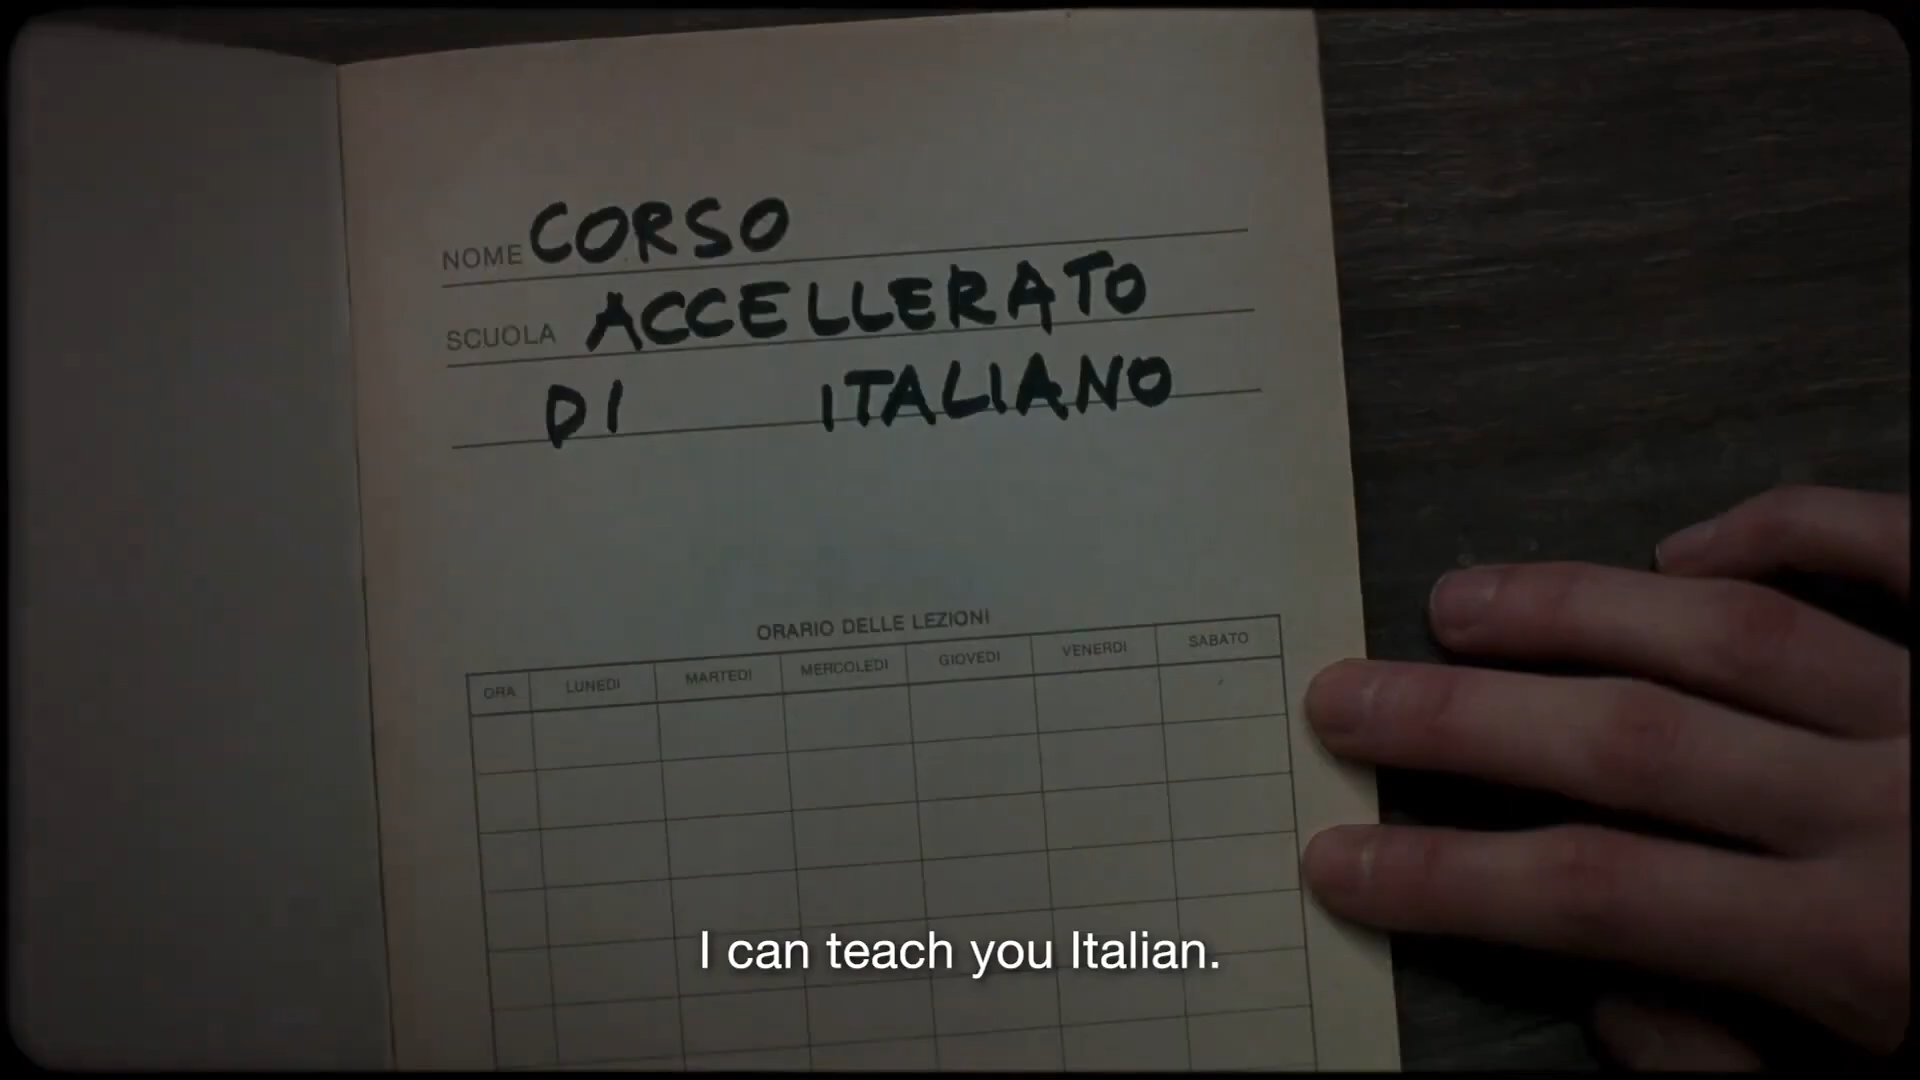 NOME CORSO
SCUOLA ACCELLERATO
DI ITALIANO
ORARIO DELLE LEZIONI
ORA LUNEDI MARTEDI MERCOLEDI GIOVEDI VENERDI SABATO
I can teach you Italian.